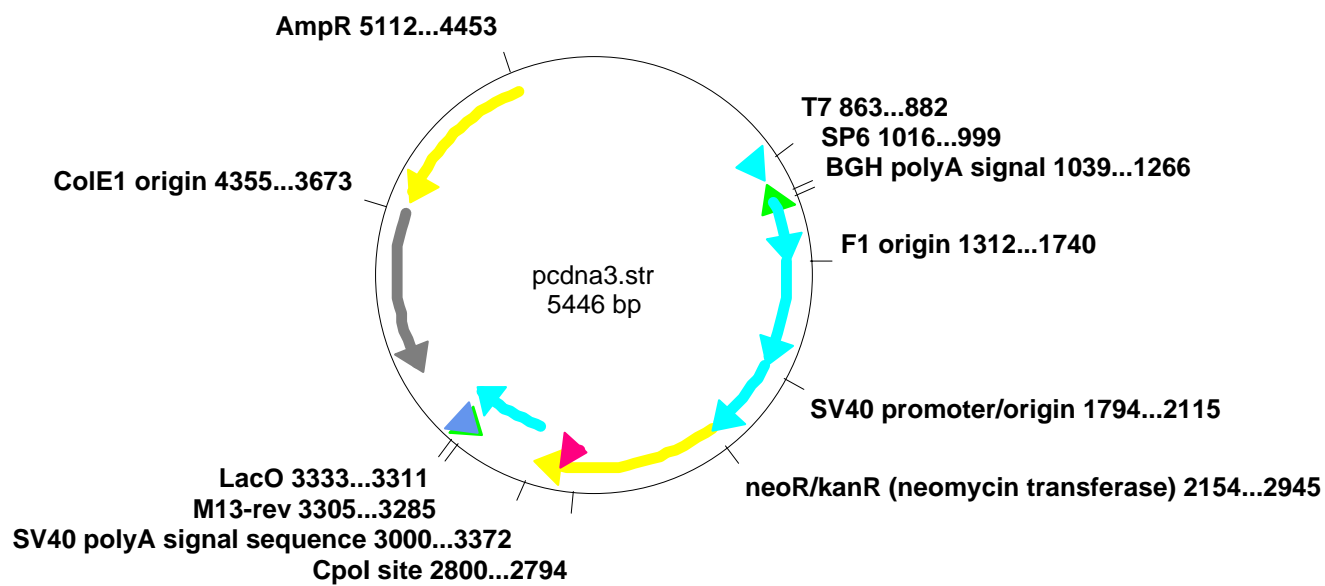 AmpR 5112...4453
T7 863...882
SP6 1016...999
BGH polyA signal 1039...1266
ColE1 origin 4355...3673
F1 origin 1312...1740
pcdna3.str
5446 bp
SV40 promoter/origin 1794...2115
LacO 3333...3311
neoR/kanR (neomycin transferase) 2154...2945
M13-rev 3305...3285
SV40 polyA signal sequence 3000...3372
CpoI site 2800...2794